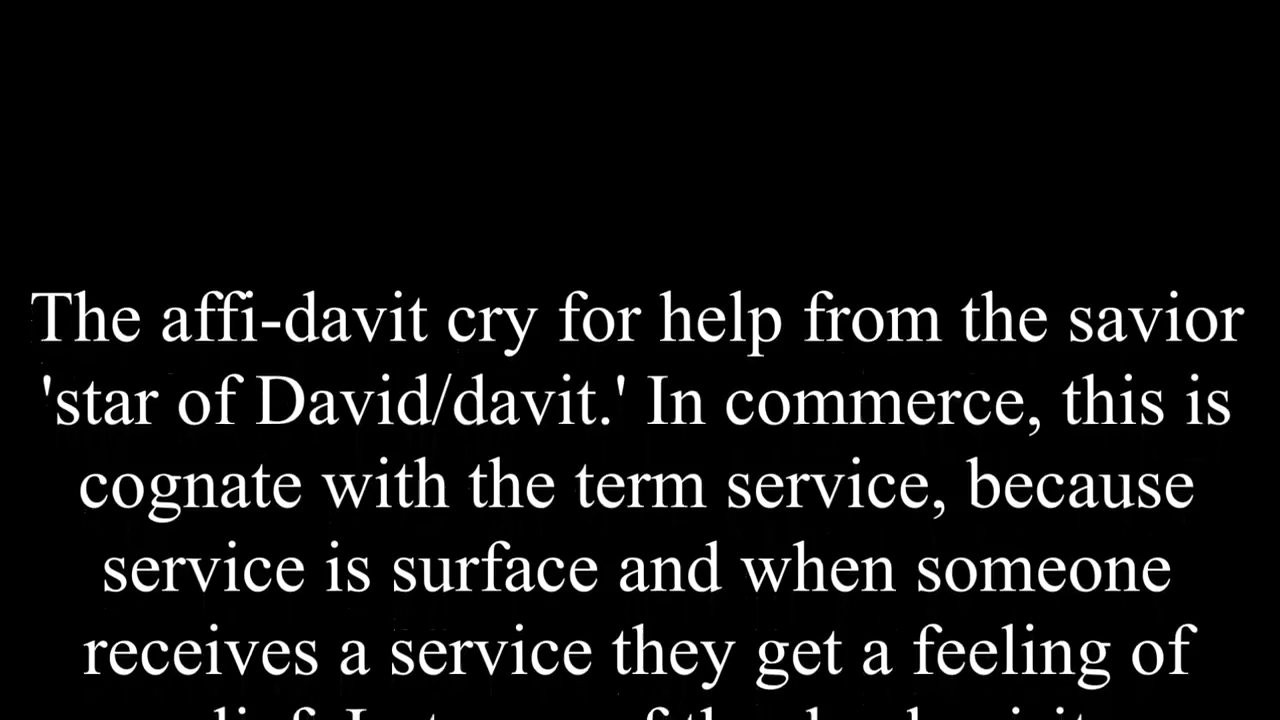 The affi-davit cry for help from the savior
'star of David/davit.' In commerce, this is
cognate with the term service, because
service is surface and when someone
receives a service they get a feeling of